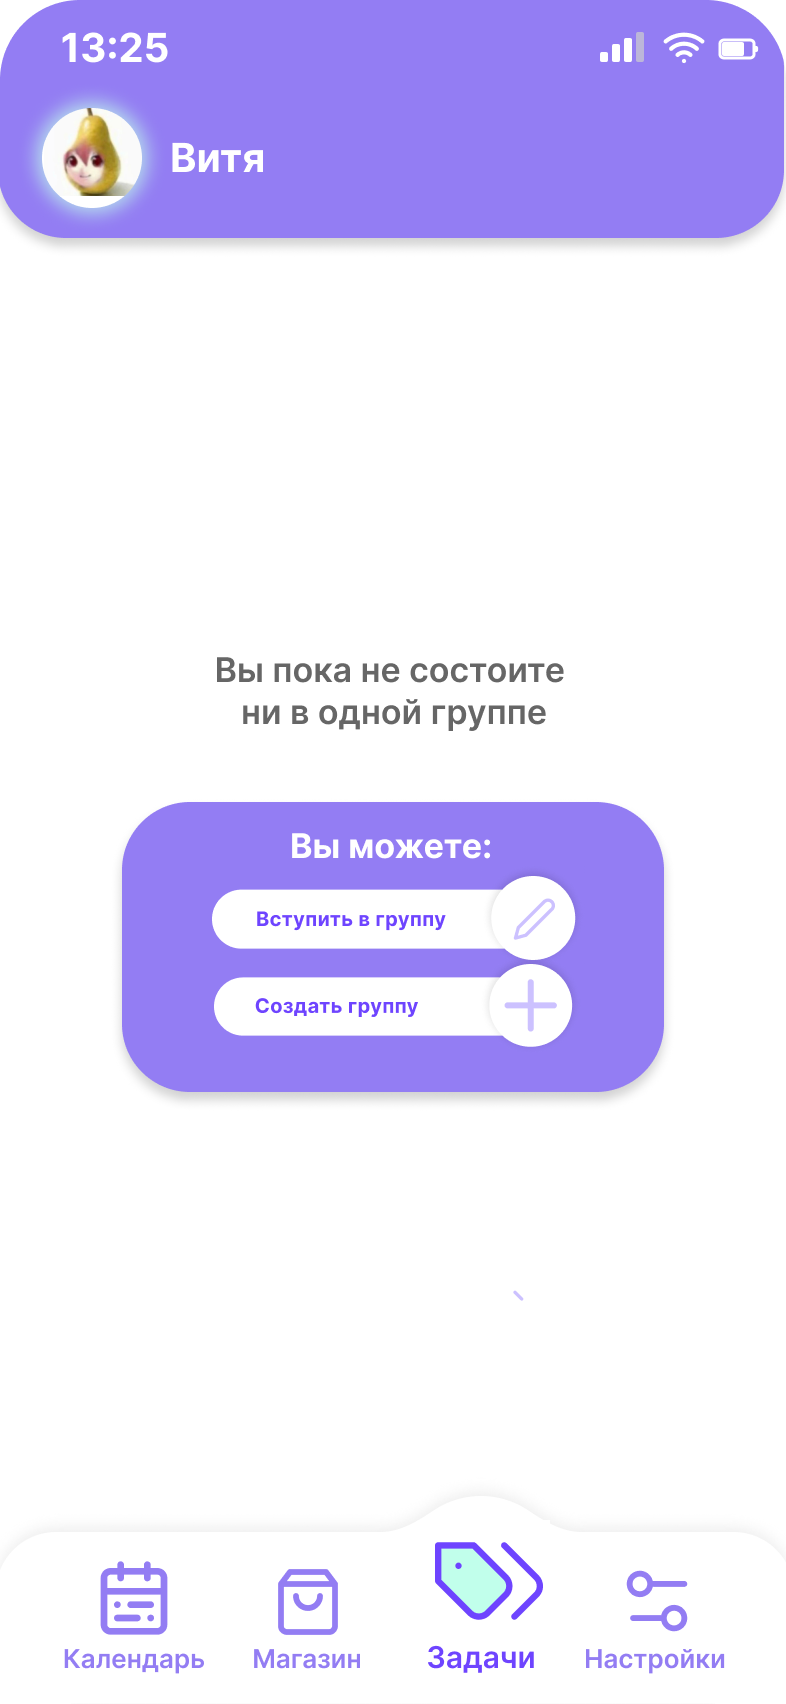 13:25
Витя
Вы пока не состоите
ни в одной группе
Вы можете:
Вступить в группу
Создать группу
Календарь
Магазин
Задачи
Настройки